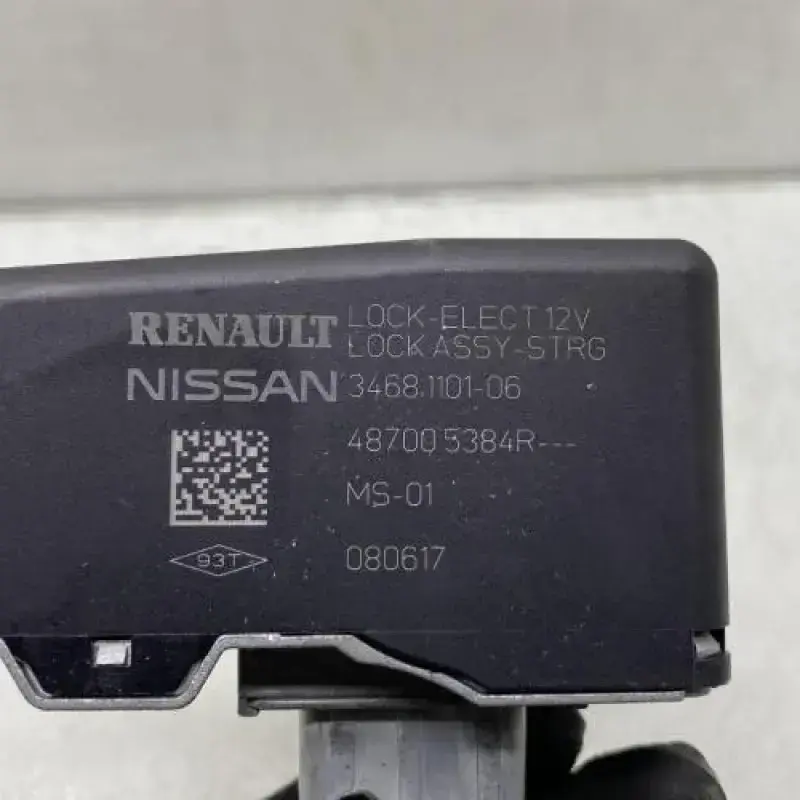 RENAULT LOCK-ELECT 12V
LOCK ASSY-STRG
NISSAN 3468.1101-06
48700 5384R---
MS-01
93T 080617